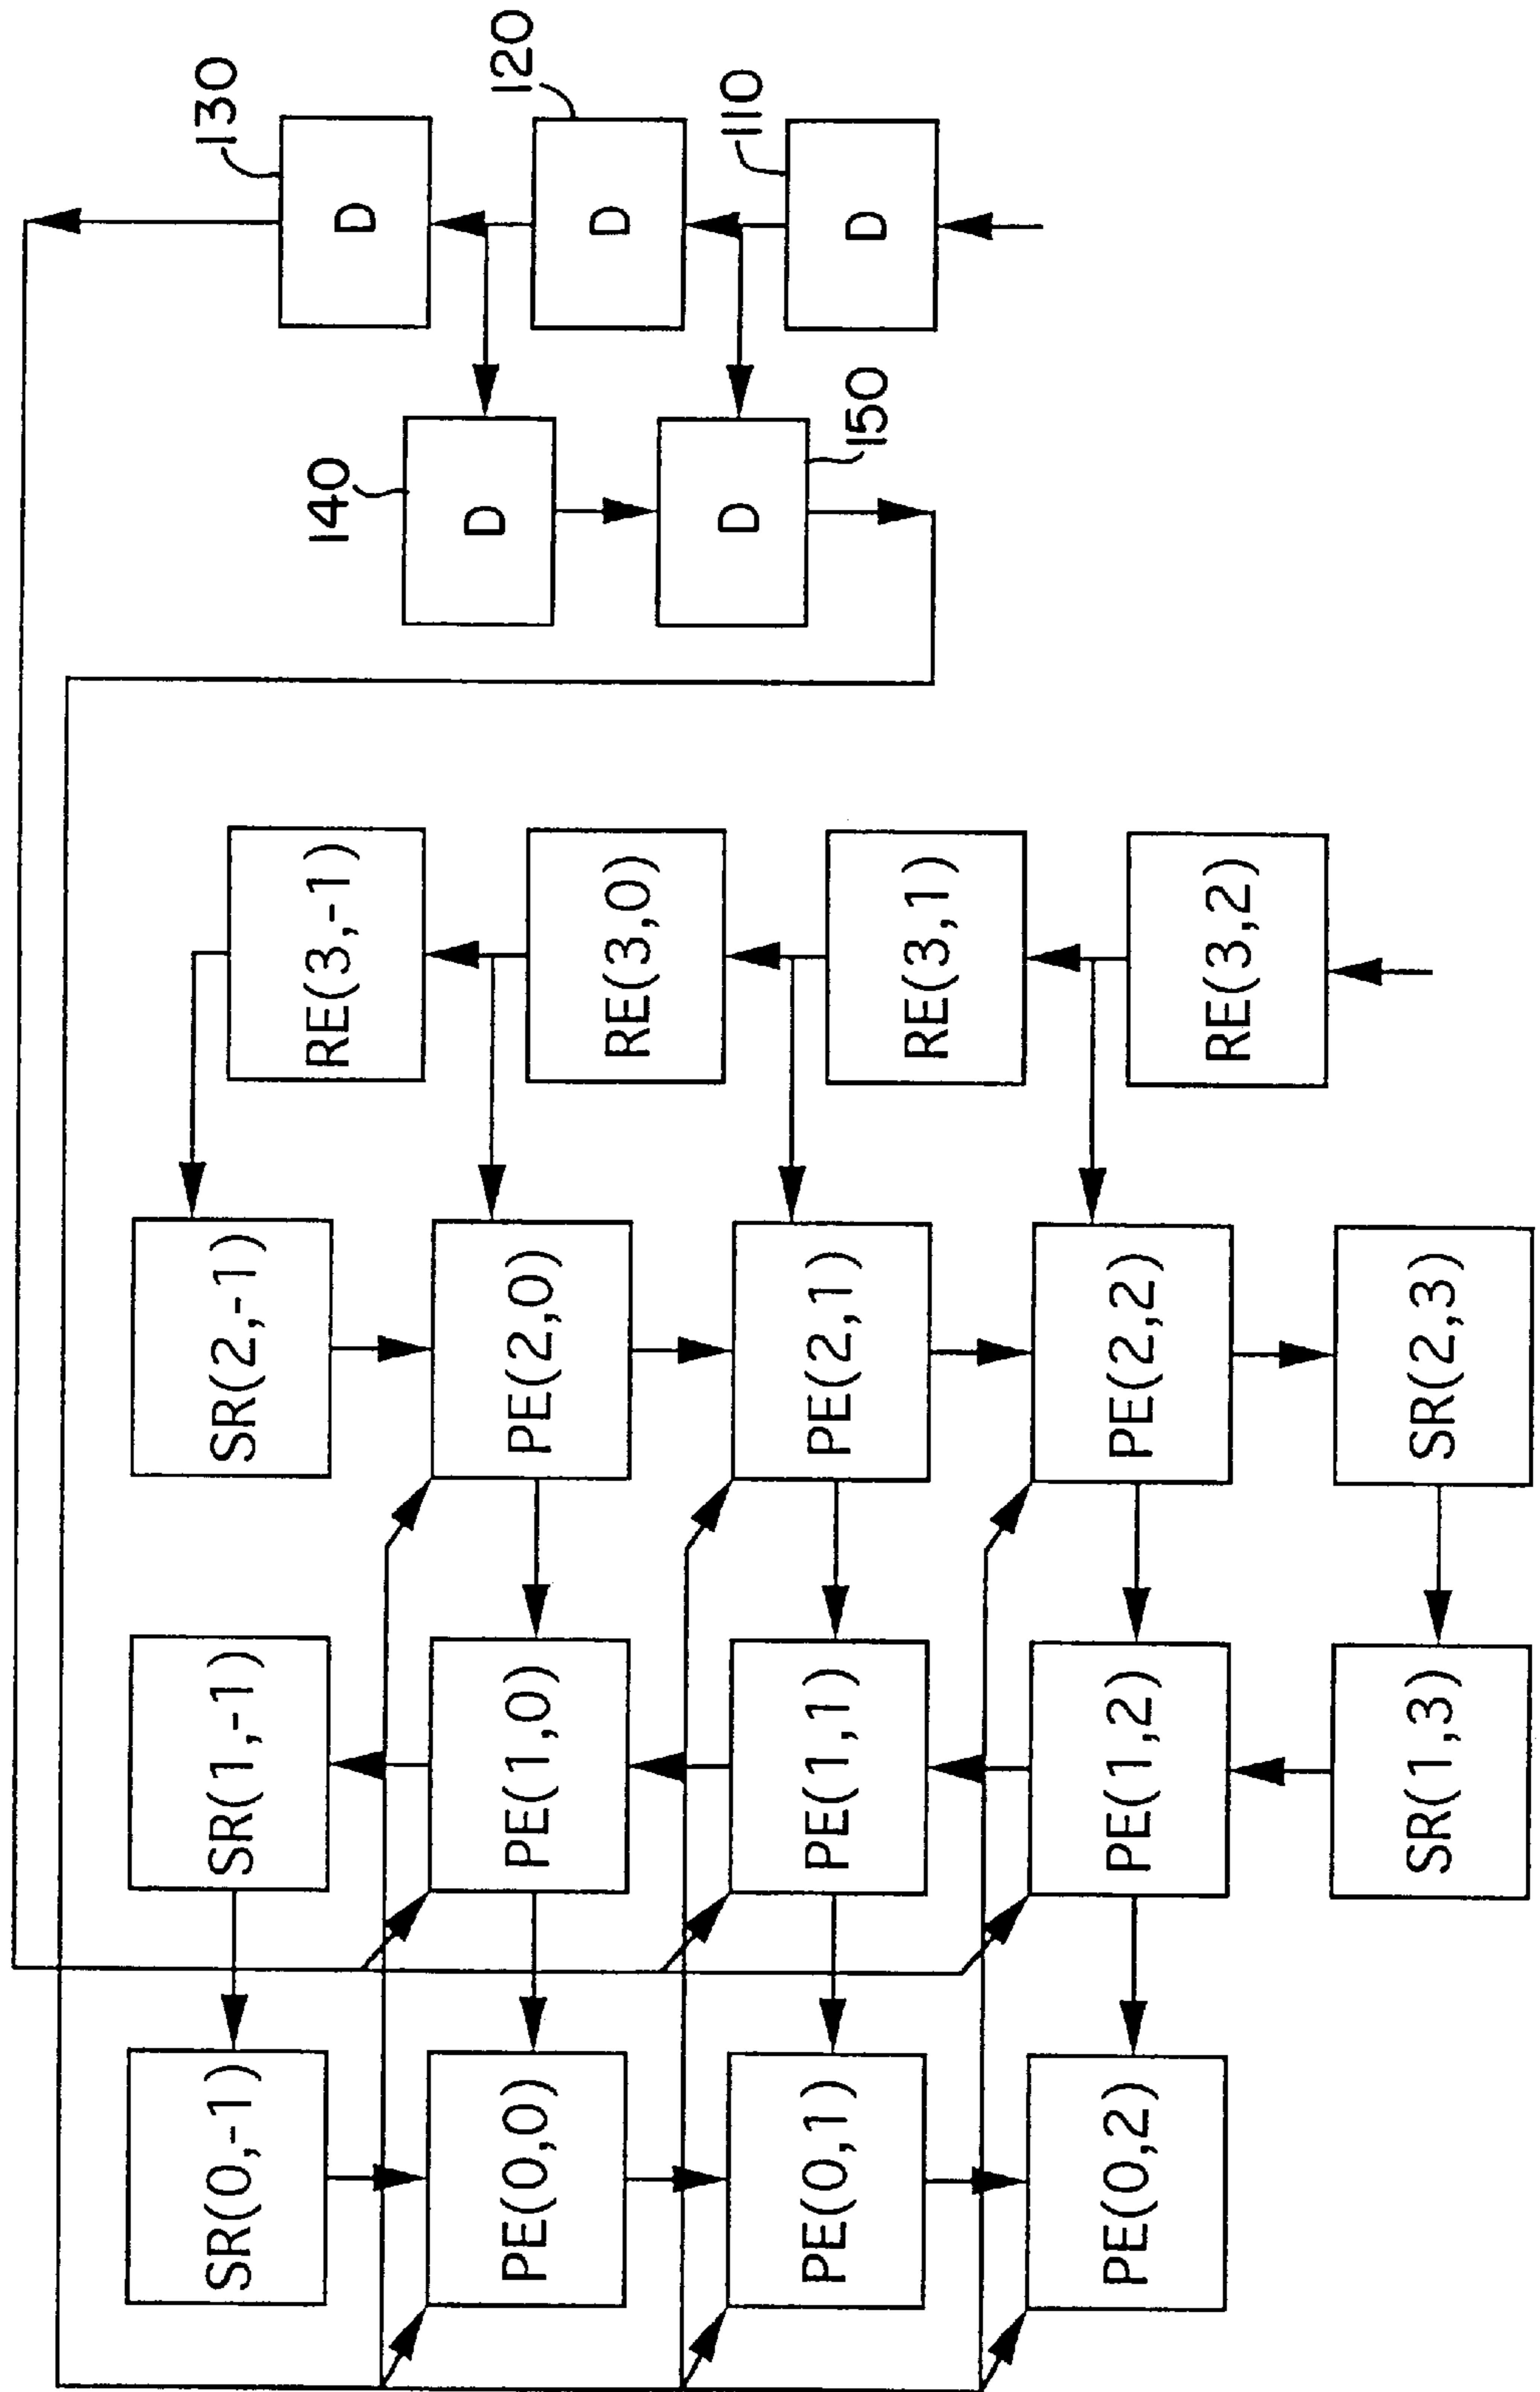 SR(0,-1)
SR(1,-1)
SR(2,-1)
RE(3,-1)
140
130
D
D
PE(0,0)
PE(1,0)
PE(2,0)
RE(3,0)
120
D
D
150
110
D
PE(0,1)
PE(1,1)
PE(2,1)
RE(3,1)
PE(0,2)
PE(1,2)
PE(2,2)
RE(3,2)
SR(1,3)
SR(2,3)